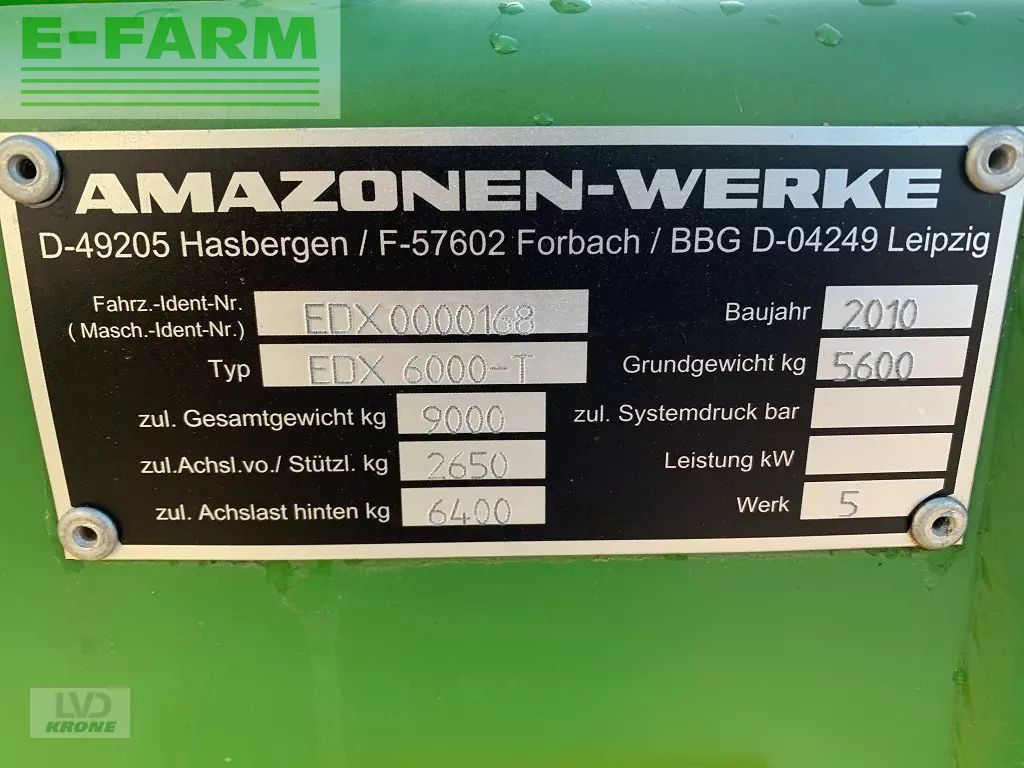 E-FARM
AMAZONEN-WERKE
D-49205 Hasbergen / F-57602 Forbach / BBG D-04249 Leipzig
Fahrz.-Ident-Nr.
( Masch.-Ident-Nr.) EDX0000168
Typ EDX 6000-T
zul. Gesamtgewicht kg 9000
zul.Achsl.vo./ Stützl. kg 2650
zul. Achslast hinten kg 6400
Baujahr 2010
Grundgewicht kg 5600
zul. Systemdruck bar
Leistung kW
Werk 5
LVD
KRONE